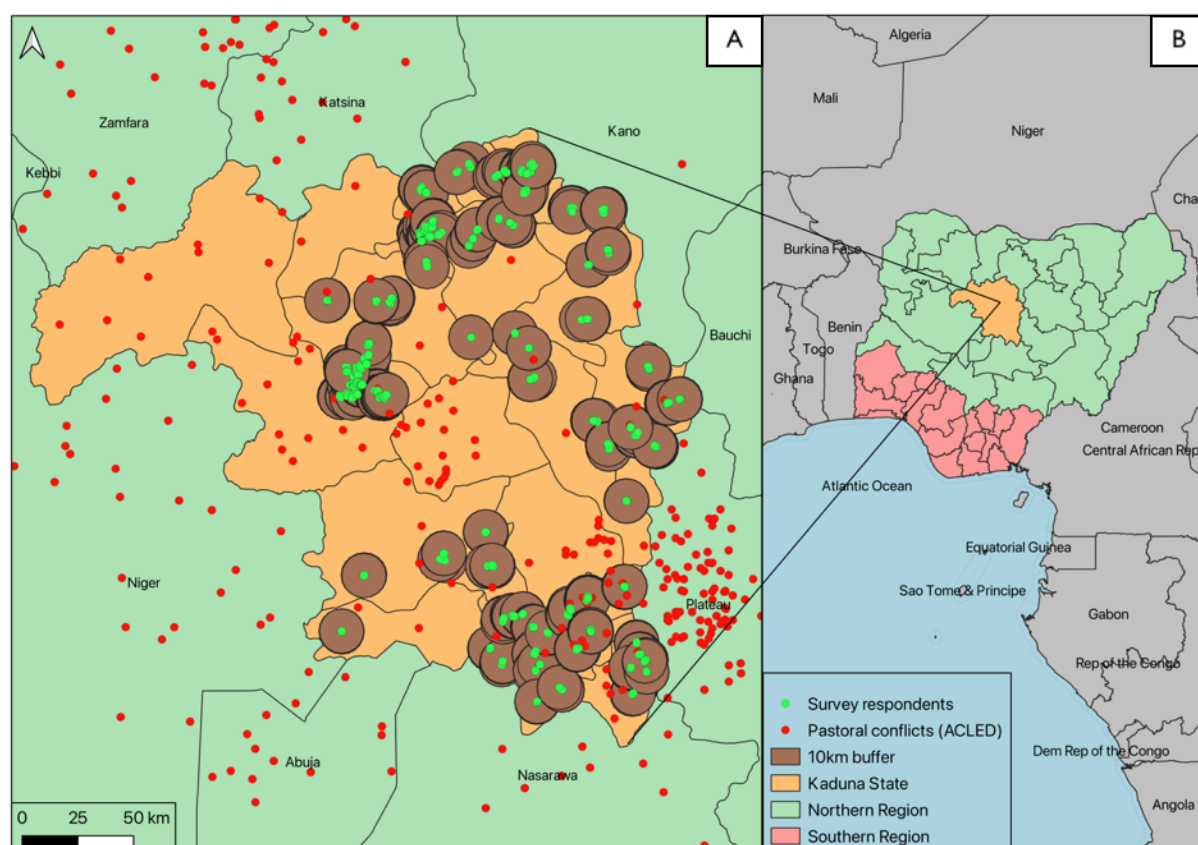 A
Zamfara
Katsina
Kano
Kebbi
Bauchi
Niger
Plateau
Abuja
Nasarawa
0 25 50 km
B
Algeria
Mali
Niger
Cha
Burkina Faso
Benin
Togo
Ghana
Cameroon
Central African Rep
Atlantic Ocean
Equatorial Guinea
Sao Tome & Principe
Gabon
Rep of the Congo
Dem Rep of the Congo
Angola
Survey respondents
Pastoral conflicts (ACLED)
10km buffer
Kaduna State
Northern Region
Southern Region